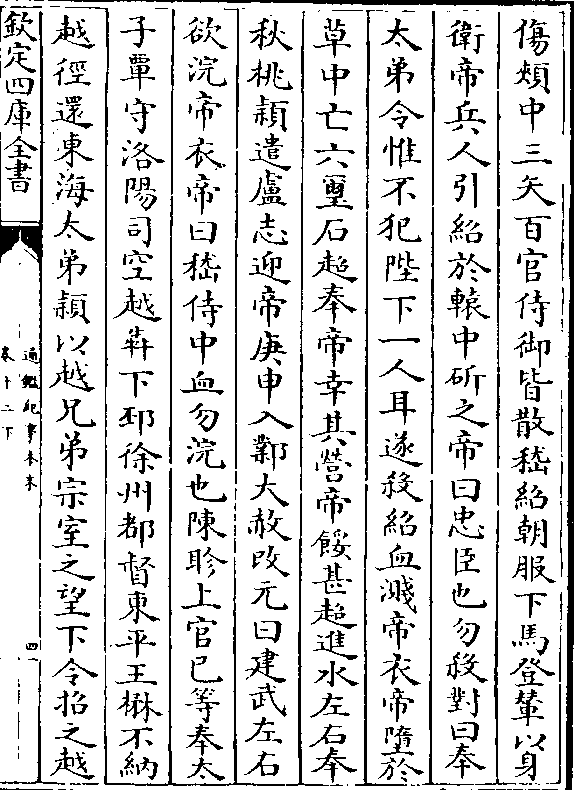 傷頰中三矢百官侍御皆散嵇紹朝服下馬登輦以身
衛帝兵人引紹於轅中斫之帝曰忠臣也勿殺對曰奉
太弟令惟不犯陛下一人耳遂殺紹血濺帝衣帝墮於
草中亡六璽石超奉帝幸其營帝餒甚超進水左右奉
秋桃穎遣盧志迎帝庚申入鄴大赦改元曰建武左右
欲浣帝衣帝曰嵇侍中血勿浣也陳眕上官巳等奉太
子覃守洛陽司空越犇下邳徐州都督東平王楙不納
越徑還東海太弟穎以越兄弟宗室之望下令招之越
欽定四庫全書
通鑑紀事本末
卷十二下
四